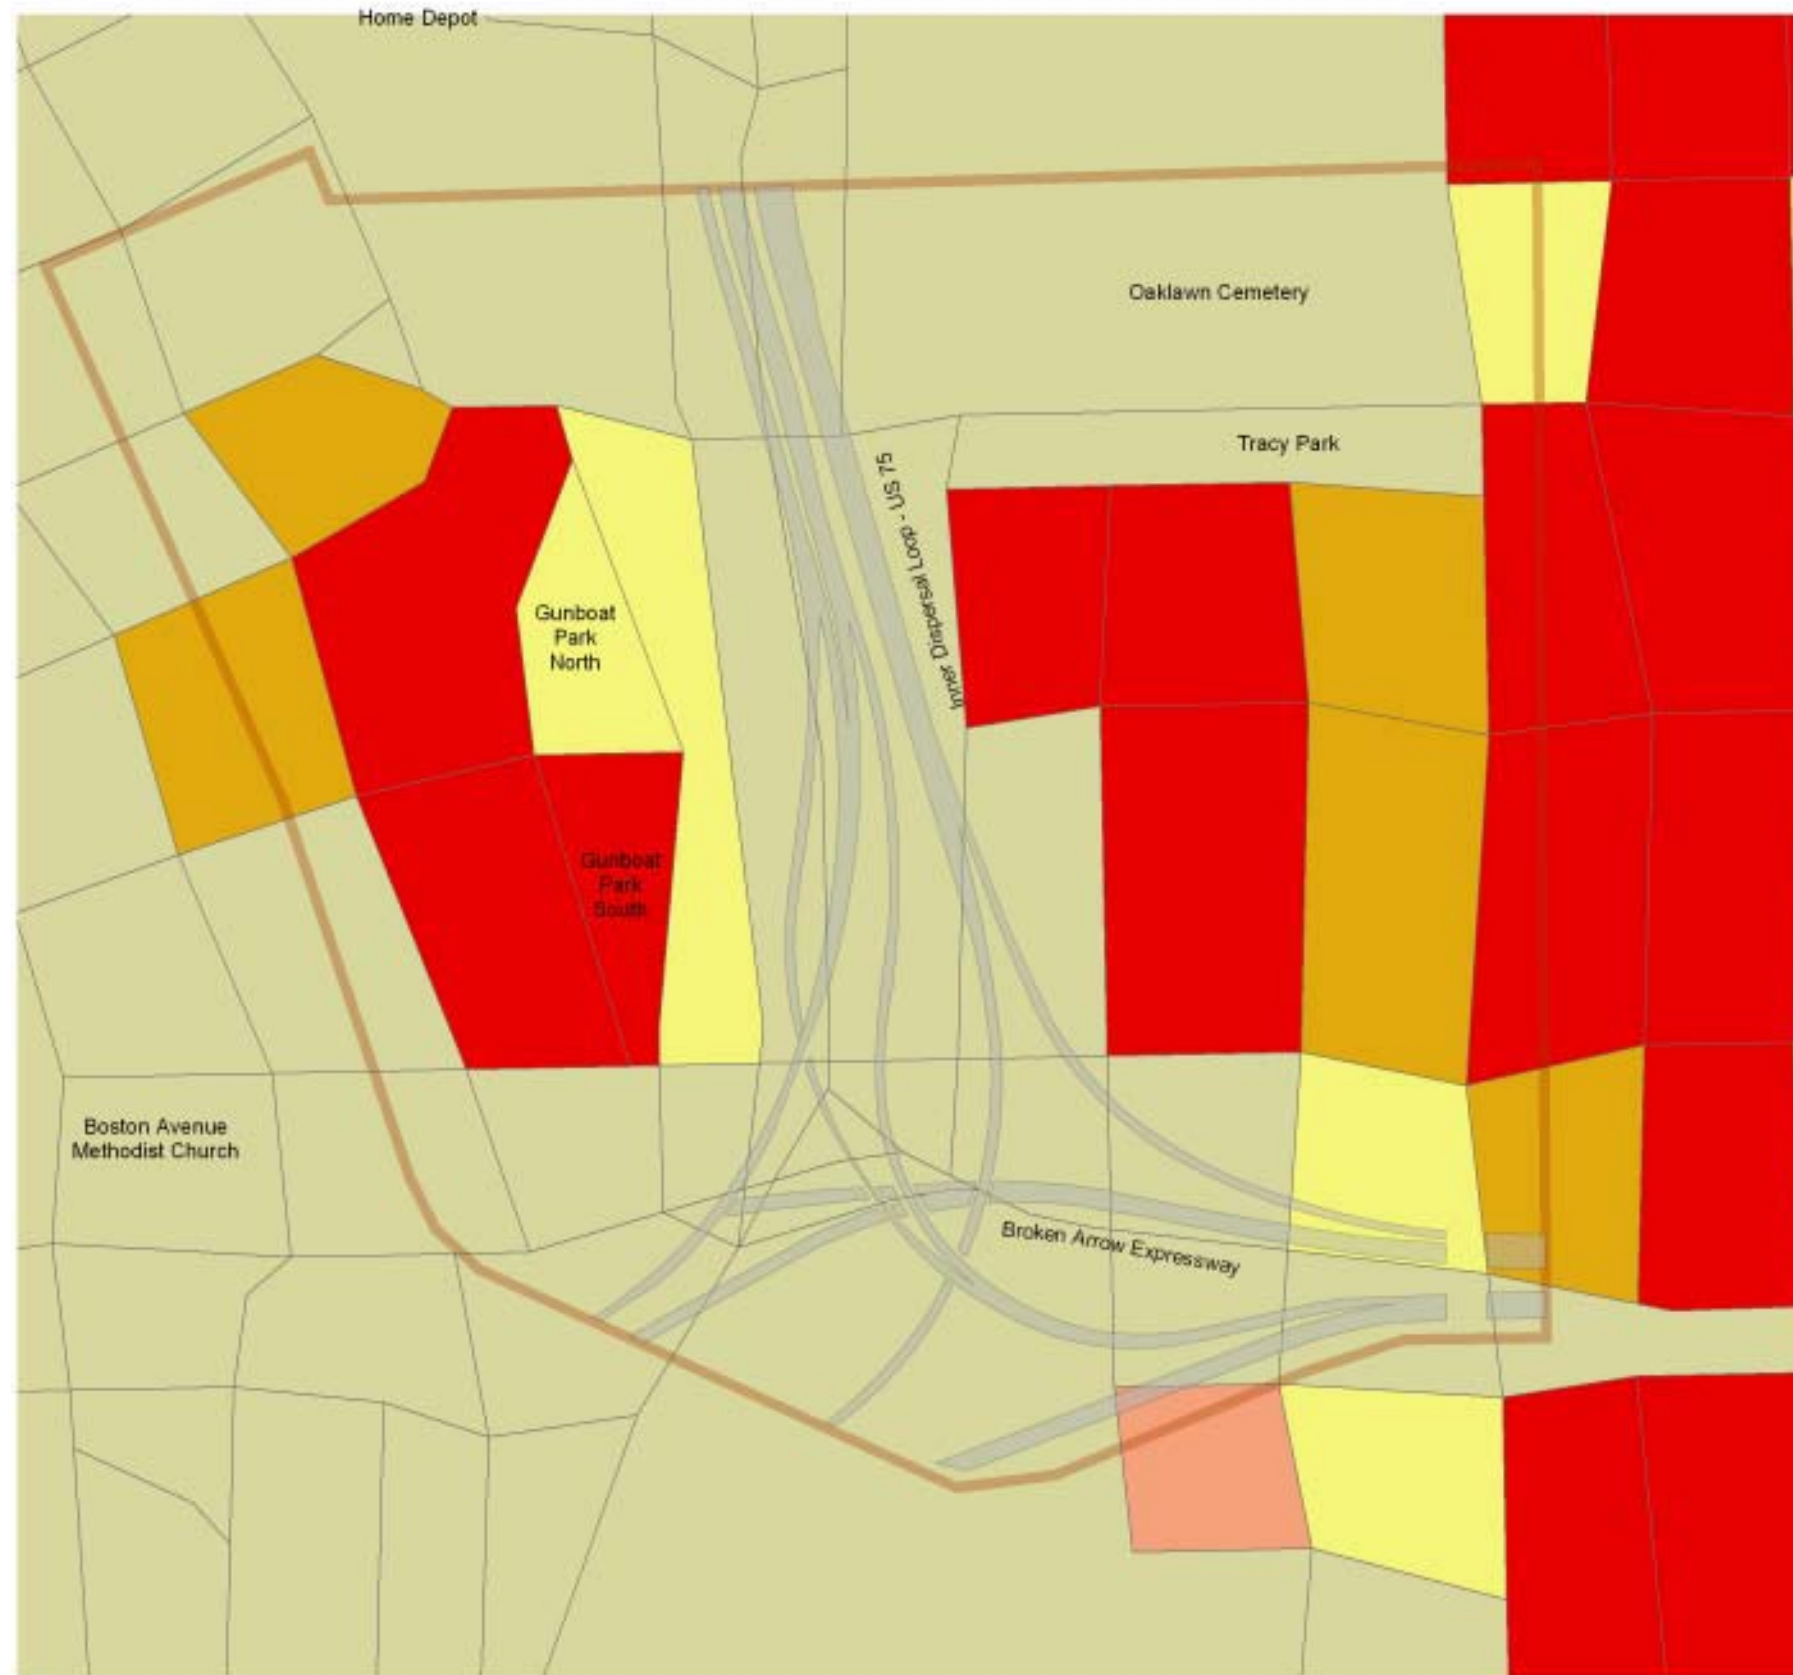 Home Depot
Oaklawn Cemetery
Tracy Park
Inner Dispersal Loop - US 75
Gunboat
Park
North
Gunboat
Park
South
Boston Avenue
Methodist Church
Broken Arrow Expressway